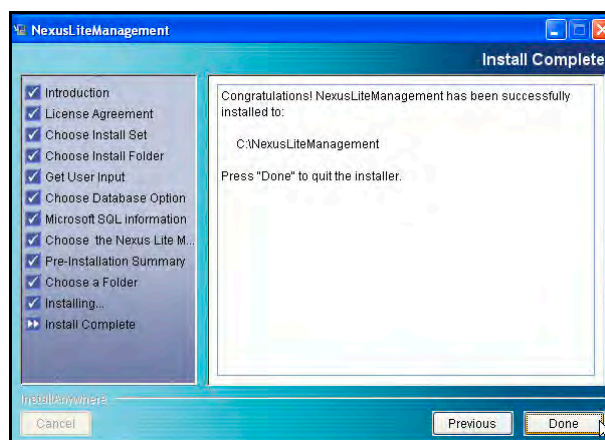 NexusLiteManagement
Install Complete
Introduction
License Agreement
Choose Install Set
Choose Install Folder
Get User Input
Choose Database Option
Microsoft SQL information
Choose the Nexus Lite M...
Pre-Installation Summary
Choose a Folder
Installing...
Install Complete
Congratulations! NexusLiteManagement has been successfully
installed to:
C:\NexusLiteManagement
Press "Done" to quit the installer.
InstallAnywhere
Cancel
Previous
Done